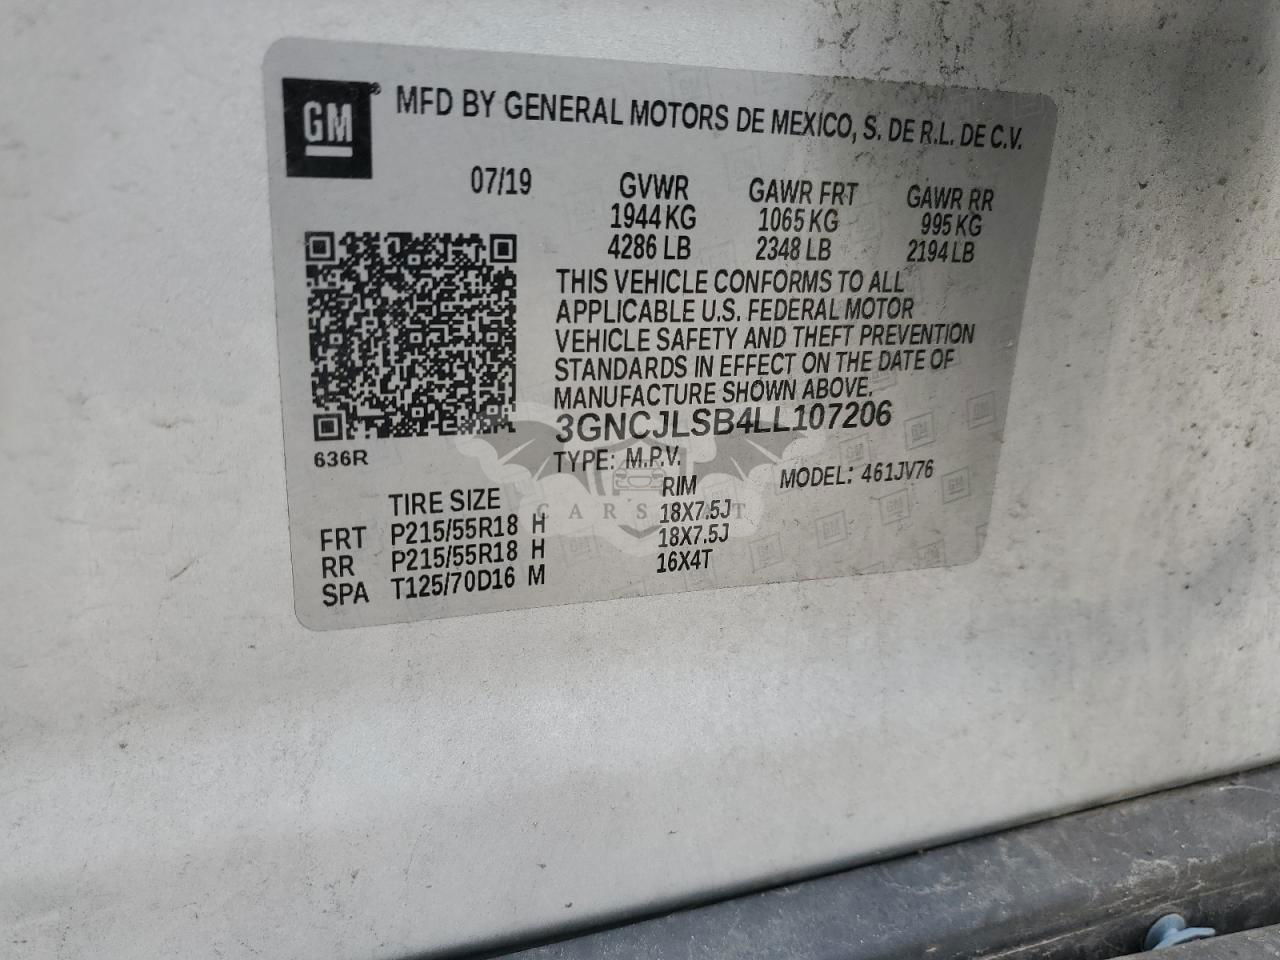 GM® MFD BY GENERAL MOTORS DE MEXICO, S. DE R.L. DE C.V.
07/19 GVWR GAWR FRT GAWR RR
1944 KG 1065 KG 995 KG
4286 LB 2348 LB 2194 LB
THIS VEHICLE CONFORMS TO ALL
APPLICABLE U.S. FEDERAL MOTOR
VEHICLE SAFETY AND THEFT PREVENTION
STANDARDS IN EFFECT ON THE DATE OF
MANUFACTURE SHOWN ABOVE.
3GNCJLSB4LL107206
636R
TYPE: M.P.V. MODEL: 461JV76
TIRE SIZE RIM
FRT P215/55R18 H 18X7.5J
RR P215/55R18 H 18X7.5J
SPA T125/70D16 M 16X4T